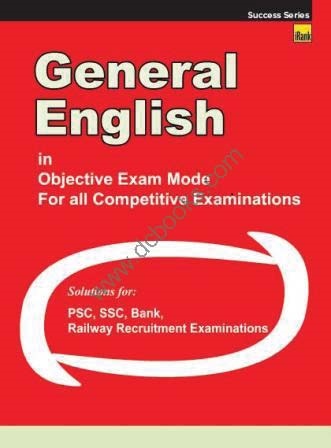 Success Series
iRank
General
English
in
Objective Exam Mode
For all Competitive Examinations
www.dcbooks.com
Solutions for:
PSC, SSC, Bank,
Railway Recruitment Examinations